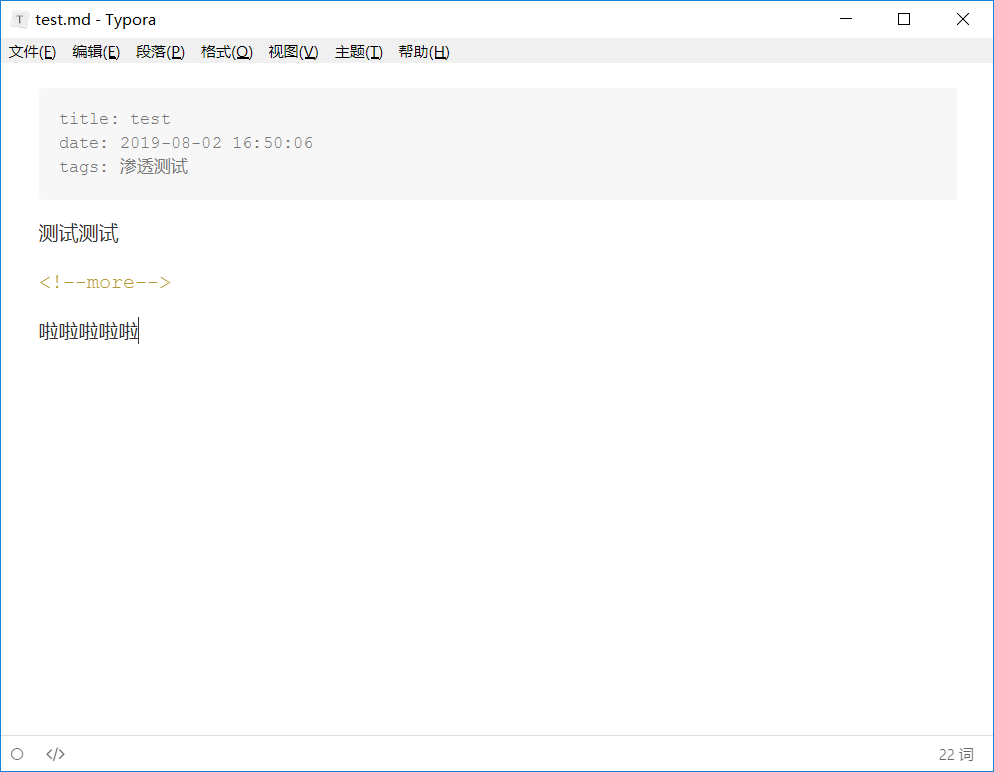 T test.md - Typora
文件(F) 编辑(E) 段落(P) 格式(O) 视图(V) 主题(T) 帮助(H)
title: test
date: 2019-08-02 16:50:06
tags: 渗透测试
测试测试
<!--more-->
啦啦啦啦啦
</> 22 词